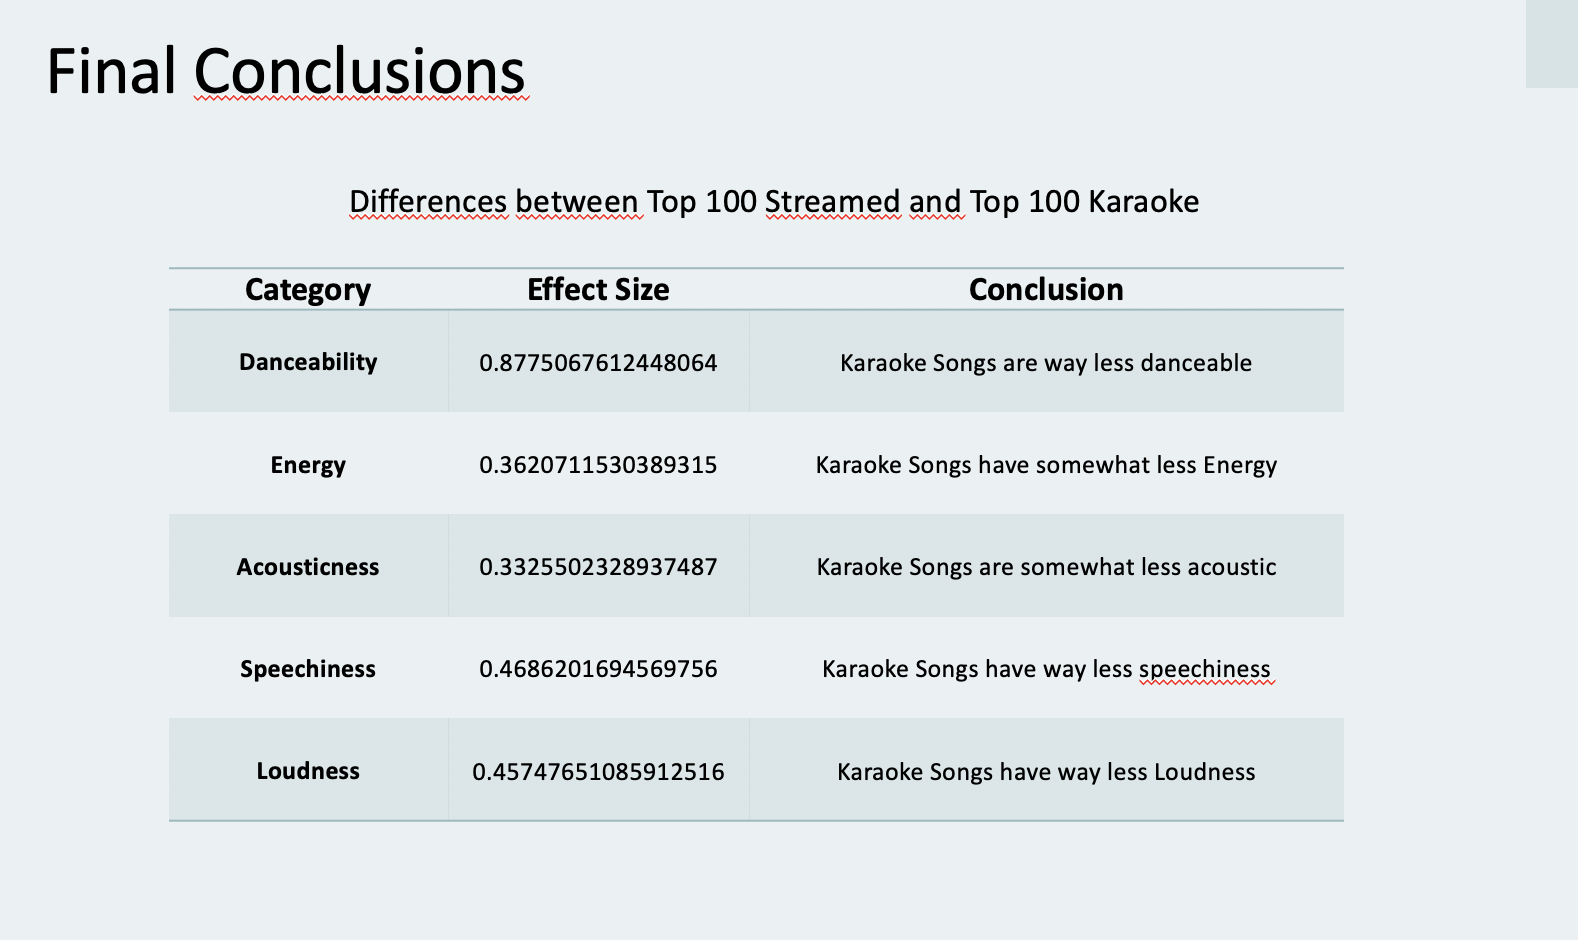 Final Conclusions
Differences between Top 100 Streamed and Top 100 Karaoke
Category Effect Size Conclusion
Danceability 0.8775067612448064 Karaoke Songs are way less danceable
Energy 0.3620711530389315 Karaoke Songs have somewhat less Energy
Acousticness 0.3325502328937487 Karaoke Songs are somewhat less acoustic
Speechiness 0.4686201694569756 Karaoke Songs have way less speechiness
Loudness 0.45747651085912516 Karaoke Songs have way less Loudness